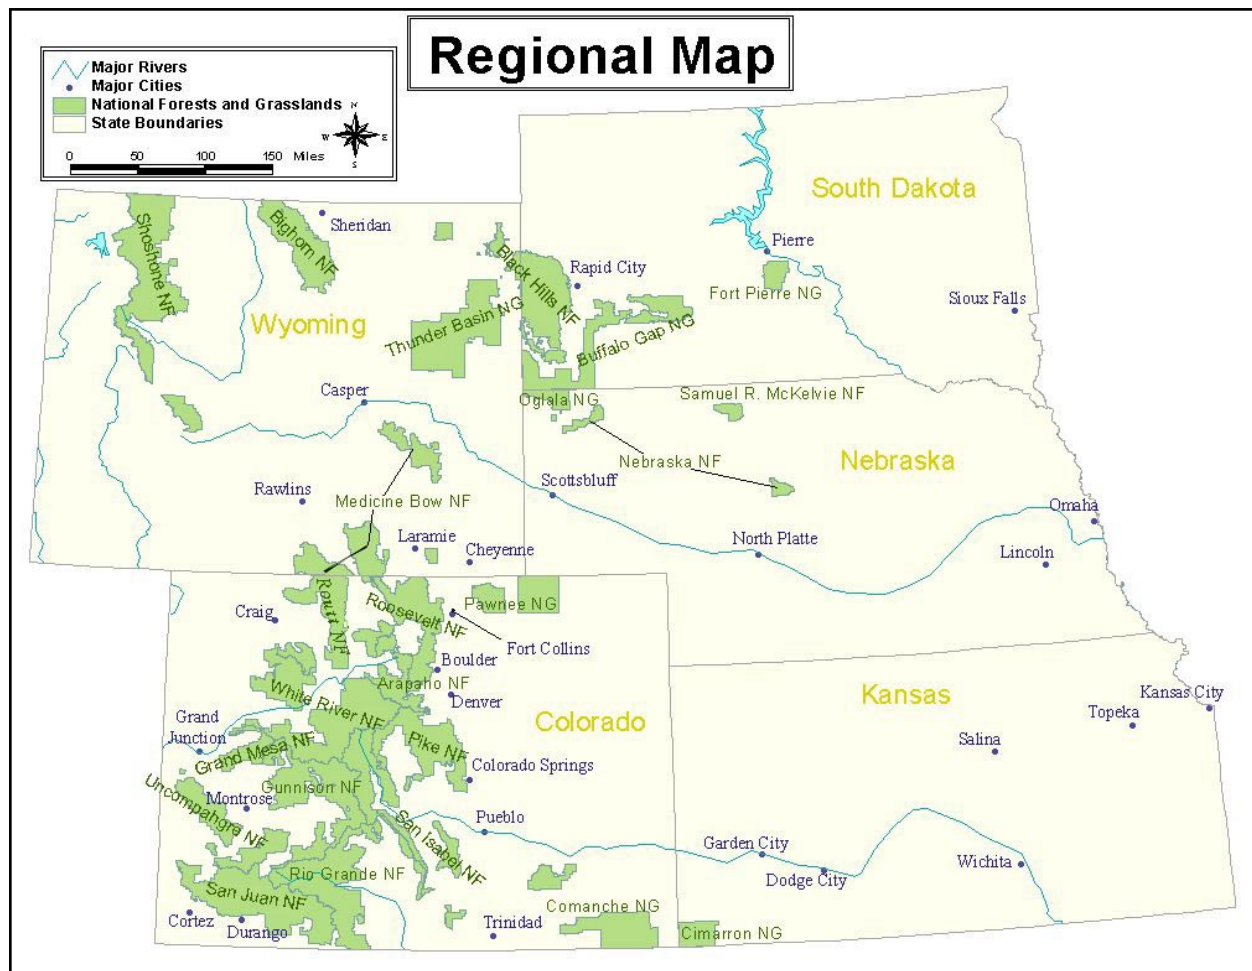 Regional Map
Major Rivers
Major Cities
National Forests and Grasslands
State Boundaries
N
W
E
S
0 50 100 150 Miles
South Dakota
Shoshone NF
Bighorn NF
Sheridan
Black Hills NF
Rapid City
Pierre
Fort Pierre NG
Sioux Falls
Wyoming
Thunder Basin NG
Buffalo Gap NG
Casper
Oglala NG
Samuel R. McKelvie NF
Nebraska NF
Nebraska
Rawlins
Medicine Bow NF
Scottsbluff
Omaha
Laramie
Cheyenne
North Platte
Lincoln
Craig
Routt NF
Roosevelt NF
Pawnee NG
Fort Collins
Boulder
Arapaho NF
Denver
White River NF
Colorado
Kansas
Kansas City
Topeka
Grand
Junction
Grand Mesa NF
Pike NF
Salina
Colorado Springs
Gunnison NF
Uncompahgre NF
Montrose
San Isabel NF
Pueblo
Garden City
Dodge City
Wichita
Rio Grande NF
San Juan NF
Cortez
Durango
Trinidad
Comanche NG
Cimarron NG